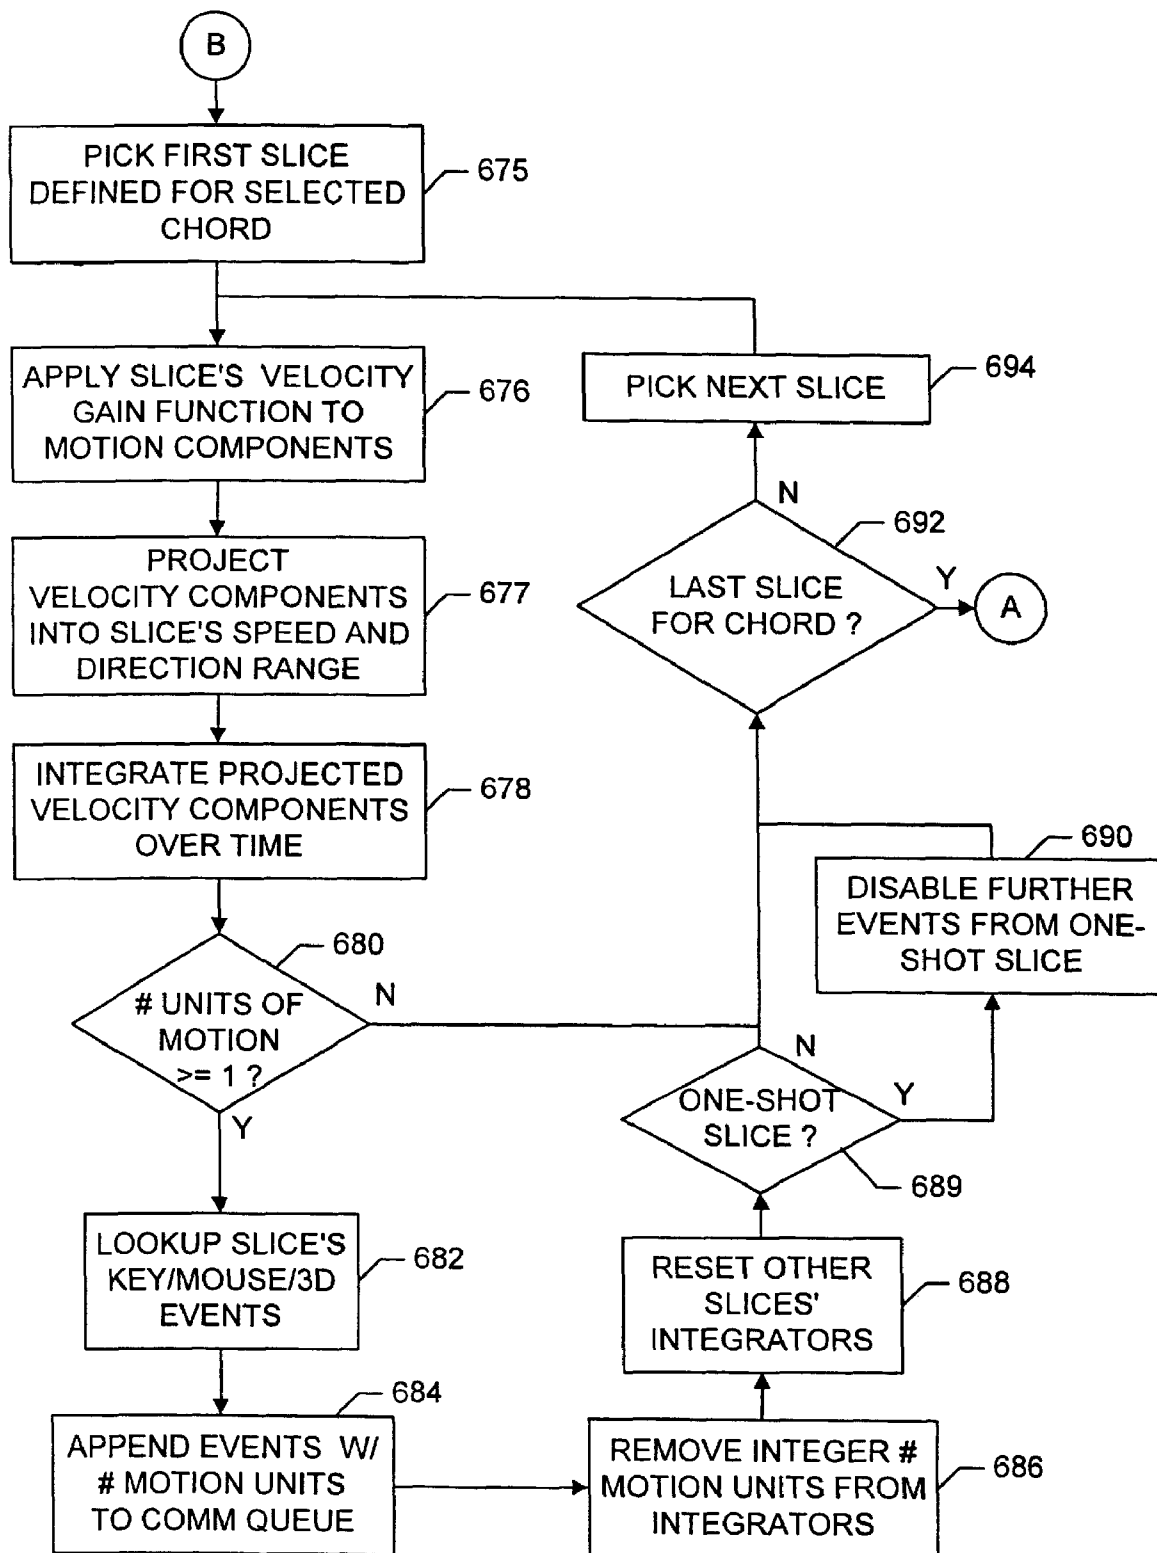 B
PICK FIRST SLICE
DEFINED FOR SELECTED
CHORD
675
APPLY SLICE'S VELOCITY
GAIN FUNCTION TO
MOTION COMPONENTS
676
PROJECT
VELOCITY COMPONENTS
INTO SLICE'S SPEED AND
DIRECTION RANGE
677
INTEGRATE PROJECTED
VELOCITY COMPONENTS
OVER TIME
678
# UNITS OF
MOTION
>= 1 ?
680
N
Y
LOOKUP SLICE'S
KEY/MOUSE/3D
EVENTS
682
APPEND EVENTS W/
# MOTION UNITS
TO COMM QUEUE
684
REMOVE INTEGER #
MOTION UNITS FROM
INTEGRATORS
686
RESET OTHER
SLICES'
INTEGRATORS
688
ONE-SHOT
SLICE ?
689
N
Y
DISABLE FURTHER
EVENTS FROM ONE-
SHOT SLICE
690
LAST SLICE
FOR CHORD ?
692
N
Y
A
PICK NEXT SLICE
694